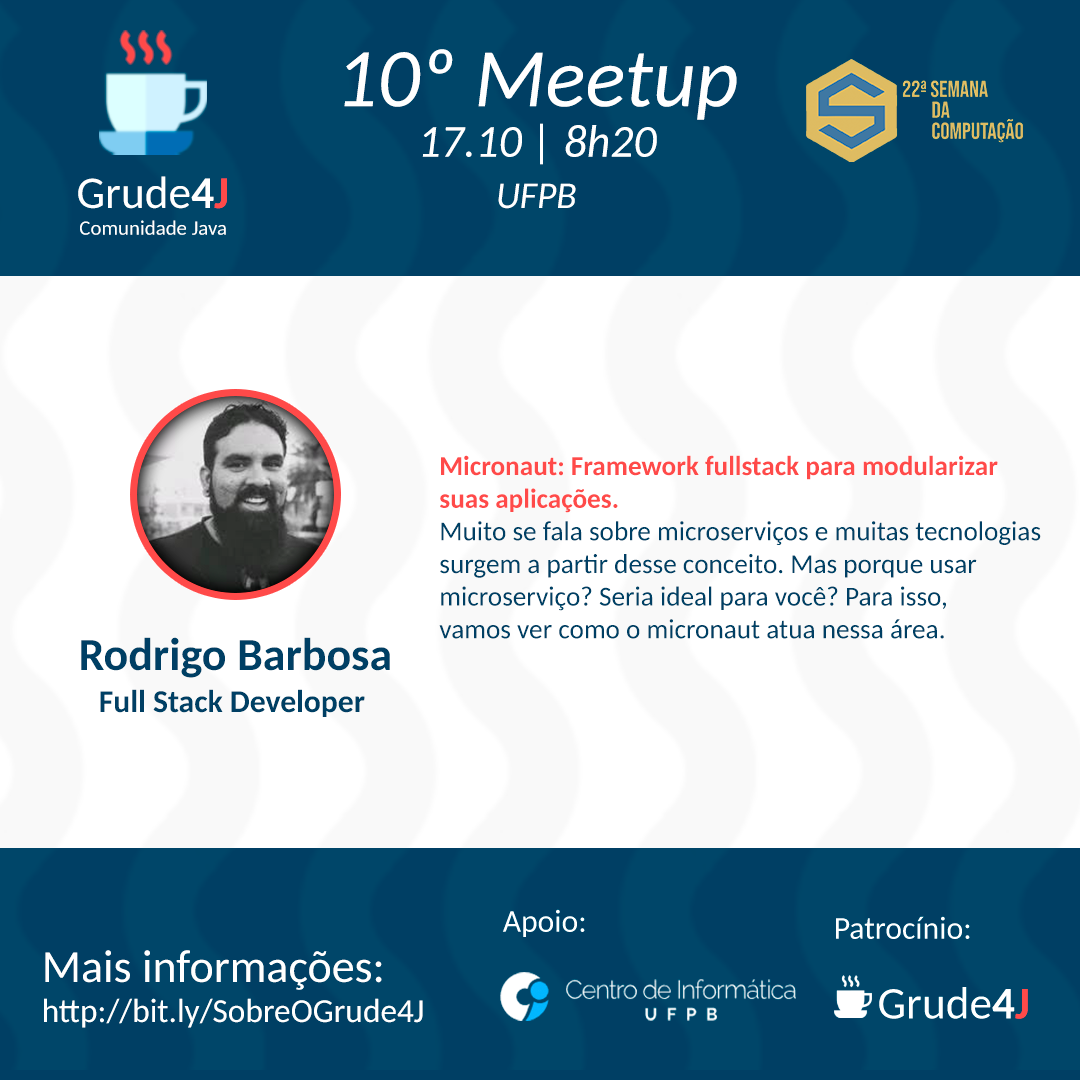 Grude4J
Comunidade Java
10º Meetup
17.10 | 8h20
UFPB
22ª SEMANA
DA
COMPUTAÇÃO
Rodrigo Barbosa
Full Stack Developer
Micronaut: Framework fullstack para modularizar
suas aplicações.
Muito se fala sobre microserviços e muitas tecnologias
surgem a partir desse conceito. Mas porque usar
microserviço? Seria ideal para você? Para isso,
vamos ver como o micronaut atua nessa área.
Mais informações:
http://bit.ly/SobreOGrude4J
Apoio:
Centro de Informática
UFPB
Patrocínio:
Grude4J